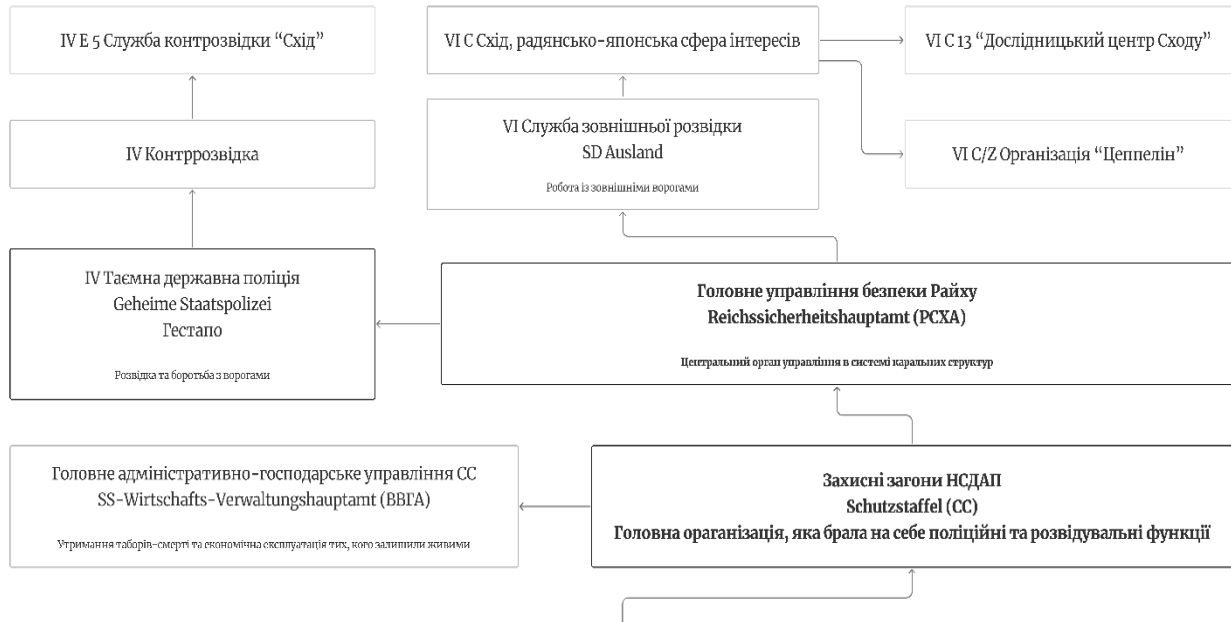 IV E 5 Служба контрозвідки “Схід”
VI C Схід, радянсько-японська сфера інтересів
VI C 13 “Дослідницький центр Сходу”
IV Контррозвідка
VI Служба зовнішньої розвідки
SD Ausland
Робота із зовнішніми ворогами
VI C/Z Організація “Цеппелін”
IV Таємна державна поліція
Geheime Staatspolizei
Гестапо
Розвідка та боротьба з ворогами
Головне управління безпеки Райху
Reichssicherheitshauptamt (РСХА)
Центральний орган управління в системі каральних структур
Головне адміністративно-господарське управління СС
SS-Wirtschafts-Verwaltungshauptamt (ВВГА)
Утримання таборів-смерті та економічна експлуатація тих, кого залишили живими
Захисні загони НСДАП
Schutzstaffel (СС)
Головна ораганізація, яка брала на себе поліційні та розвідувальні функції